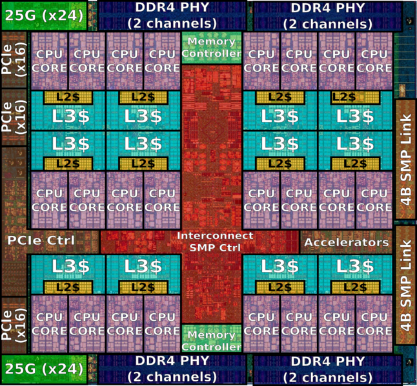 25G (x24)
DDR4 PHY
(2 channels)
DDR4 PHY
(2 channels)
PCIe
(x16)
CPU
CORE
CPU
CORE
CPU
CORE
CPU
CORE
Memory
Controller
CPU
CORE
CPU
CORE
CPU
CORE
CPU
CORE
PCIe
(x16)
L2$
L2$
L2$
L2$
L3$
L3$
L3$
L3$
4B SMP Link
L3$
L3$
L3$
L3$
L2$
L2$
L2$
L2$
CPU
CORE
CPU
CORE
CPU
CORE
CPU
CORE
CPU
CORE
CPU
CORE
CPU
CORE
CPU
CORE
PCIe Ctrl
Interconnect
SMP Ctrl
Accelerators
L3$
L3$
L3$
L3$
4B SMP Link
L2$
L2$
L2$
L2$
PCIe
(x16)
CPU
CORE
CPU
CORE
CPU
CORE
CPU
CORE
Memory
Controller
CPU
CORE
CPU
CORE
CPU
CORE
CPU
CORE
25G (x24)
DDR4 PHY
(2 channels)
DDR4 PHY
(2 channels)